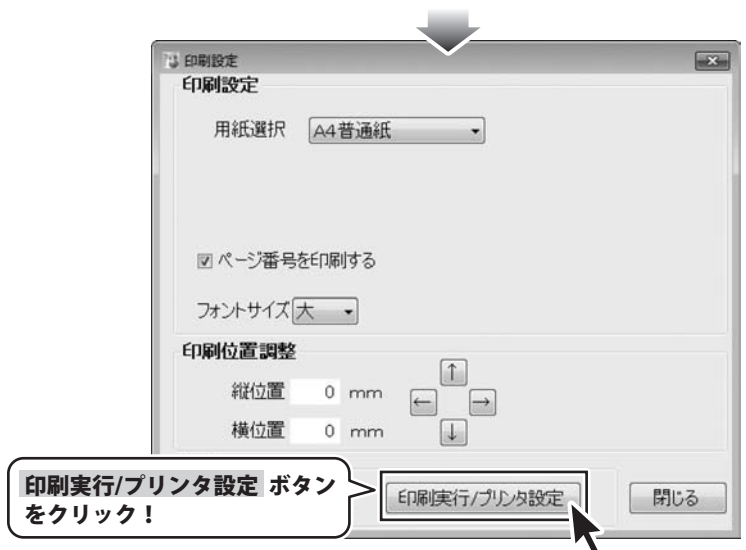 印刷設定
印刷設定
用紙選択 A4普通紙
ページ番号を印刷する
フォントサイズ 大
印刷位置調整
縦位置 0 mm
横位置 0 mm
↑
← →
↓
印刷実行/プリンタ設定 ボタン
をクリック！
印刷実行/プリンタ設定
閉じる